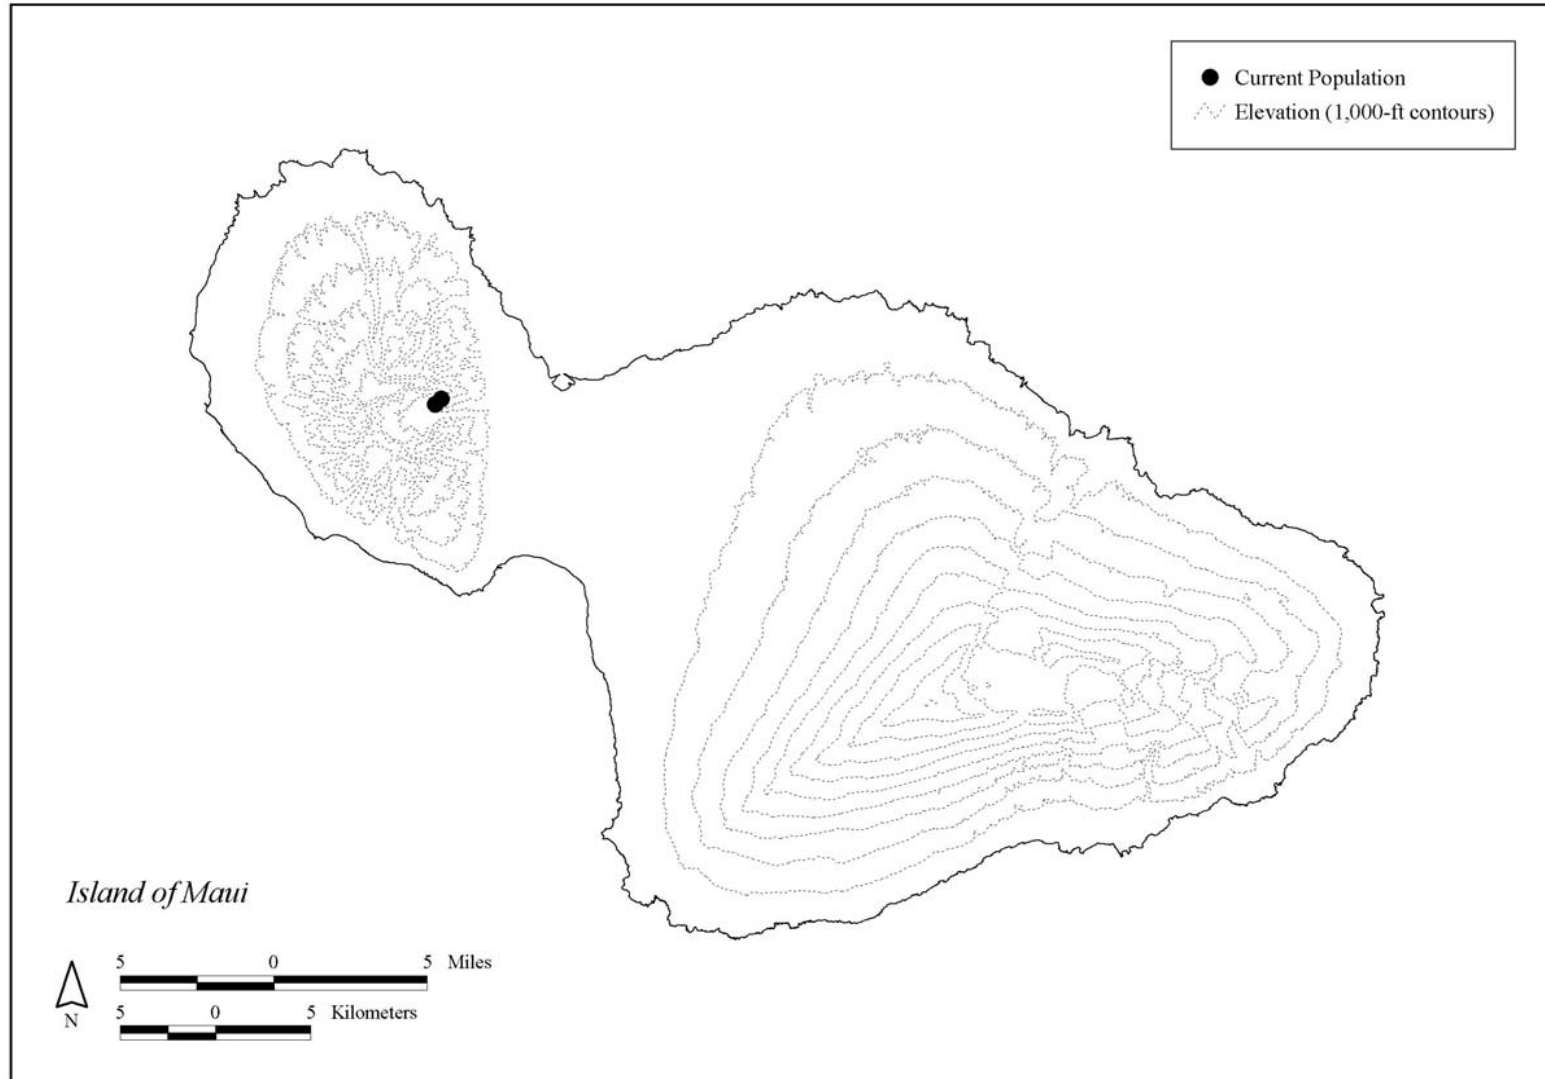 Current Population
Elevation (1,000-ft contours)
Island of Maui
5 0 5 Miles
5 0 5 Kilometers
N